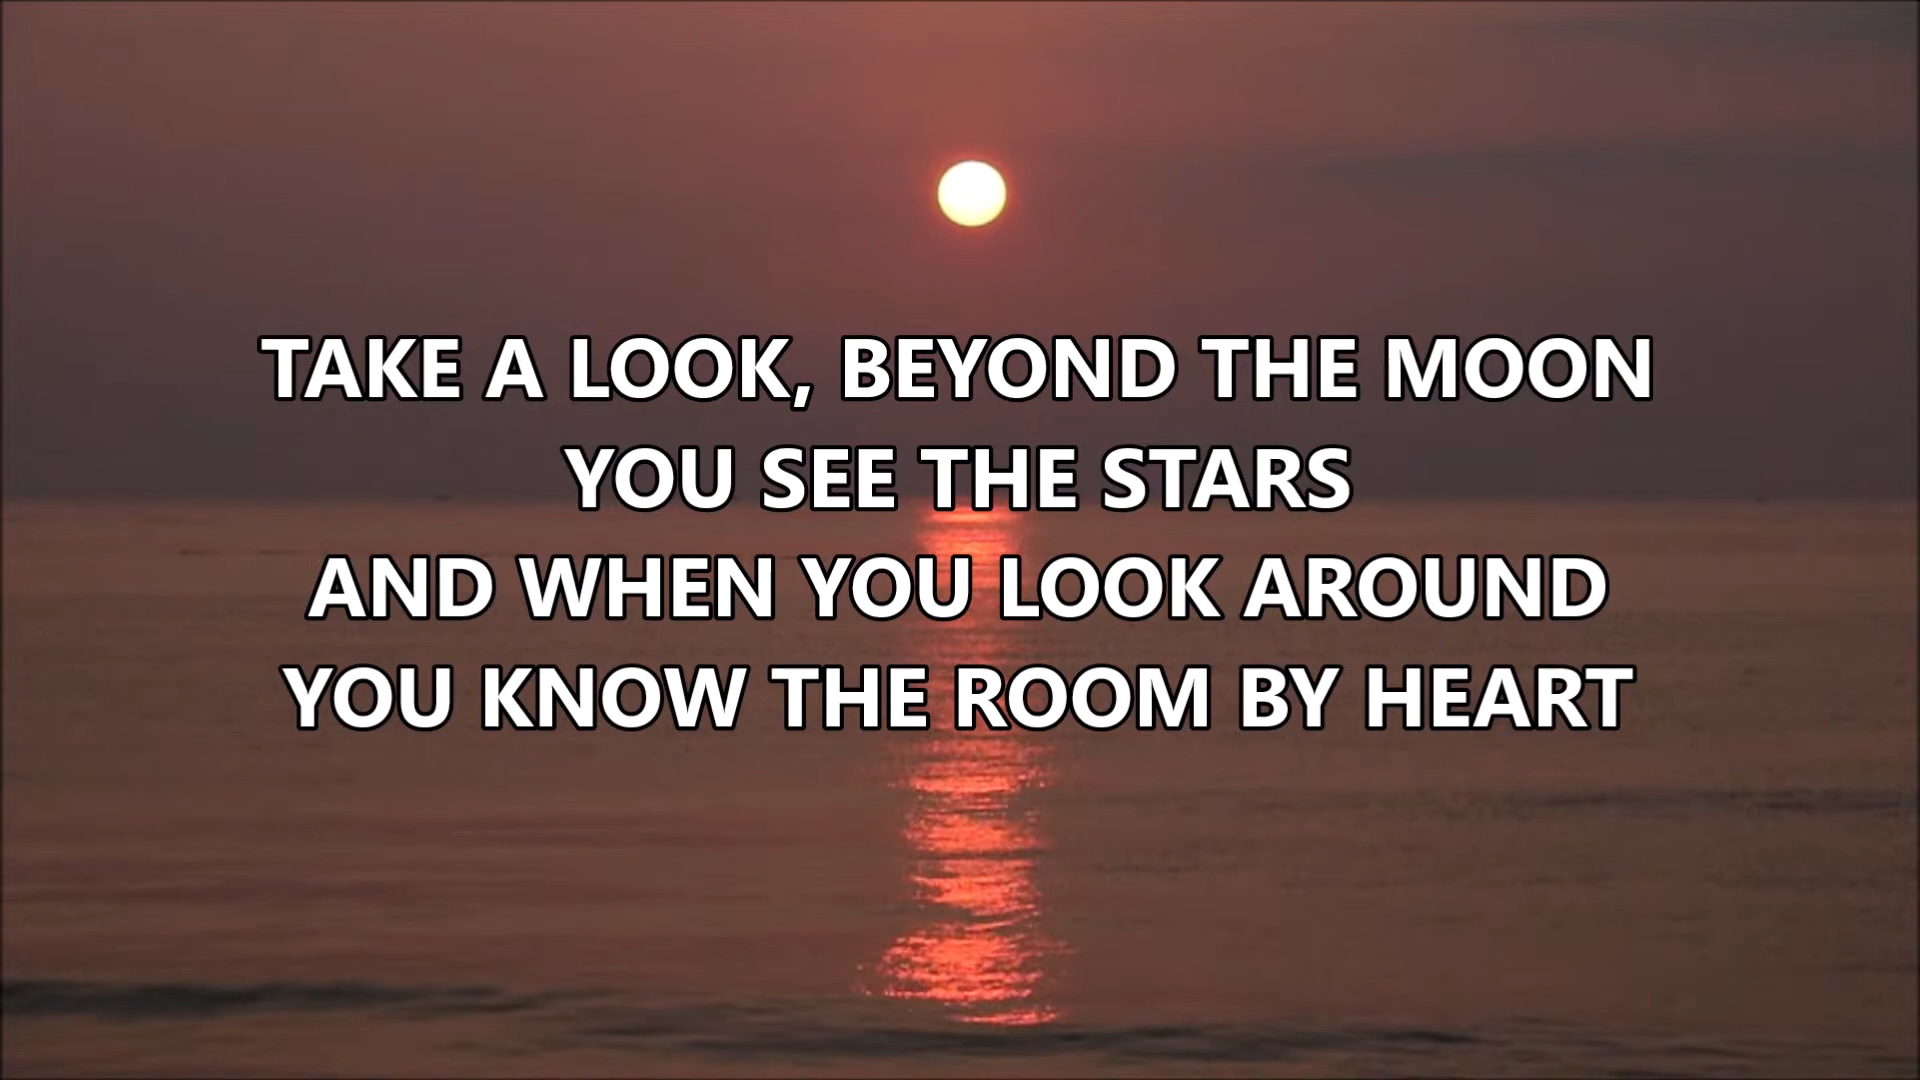 TAKE A LOOK, BEYOND THE MOON
YOU SEE THE STARS
AND WHEN YOU LOOK AROUND
YOU KNOW THE ROOM BY HEART